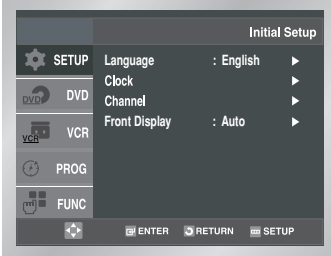 Initial Setup
SETUP
Language : English ►
Clock ►
Channel ►
Front Display : Auto ►
DVD DVD
VCR VCR
PROG
FUNC
ENTER RETURN SETUP